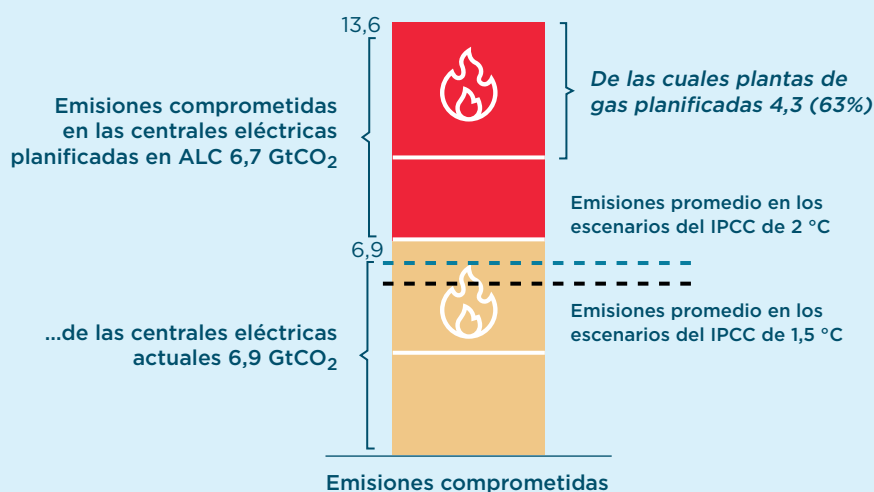 13,6
Emisiones comprometidas
en las centrales eléctricas
planificadas en ALC 6,7 GtCO₂
De las cuales plantas de
gas planificadas 4,3 (63%)
Emisiones promedio en los
escenarios del IPCC de 2 °C
6,9
Emisiones promedio en los
escenarios del IPCC de 1,5 °C
...de las centrales eléctricas
actuales 6,9 GtCO₂
Emisiones comprometidas